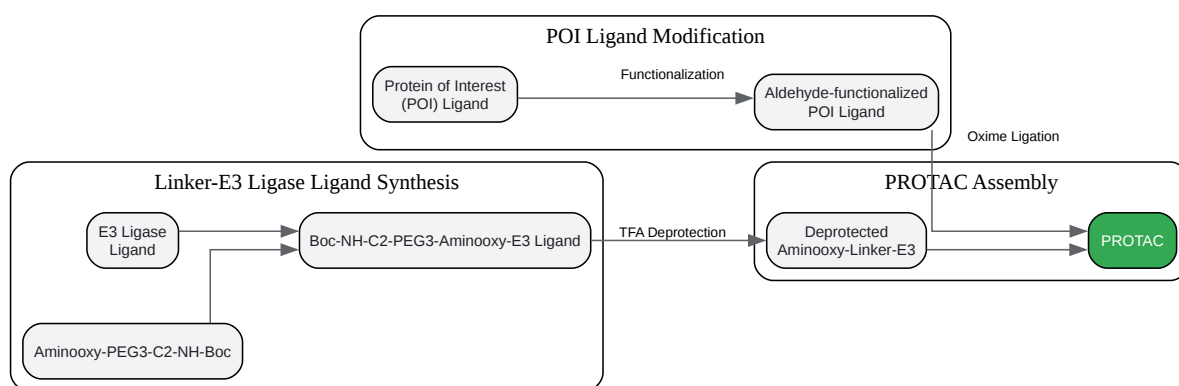 POI Ligand Modification
Protein of Interest
(POI) Ligand
Functionalization
Aldehyde-functionalized
POI Ligand
Oxime Ligation
Linker-E3 Ligase Ligand Synthesis
E3 Ligase
Ligand
Boc-NH-C2-PEG3-Aminooxy-E3 Ligand
Aminooxy-PEG3-C2-NH-Boc
TFA Deprotection
PROTAC Assembly
Deprotected
Aminooxy-Linker-E3
PROTAC